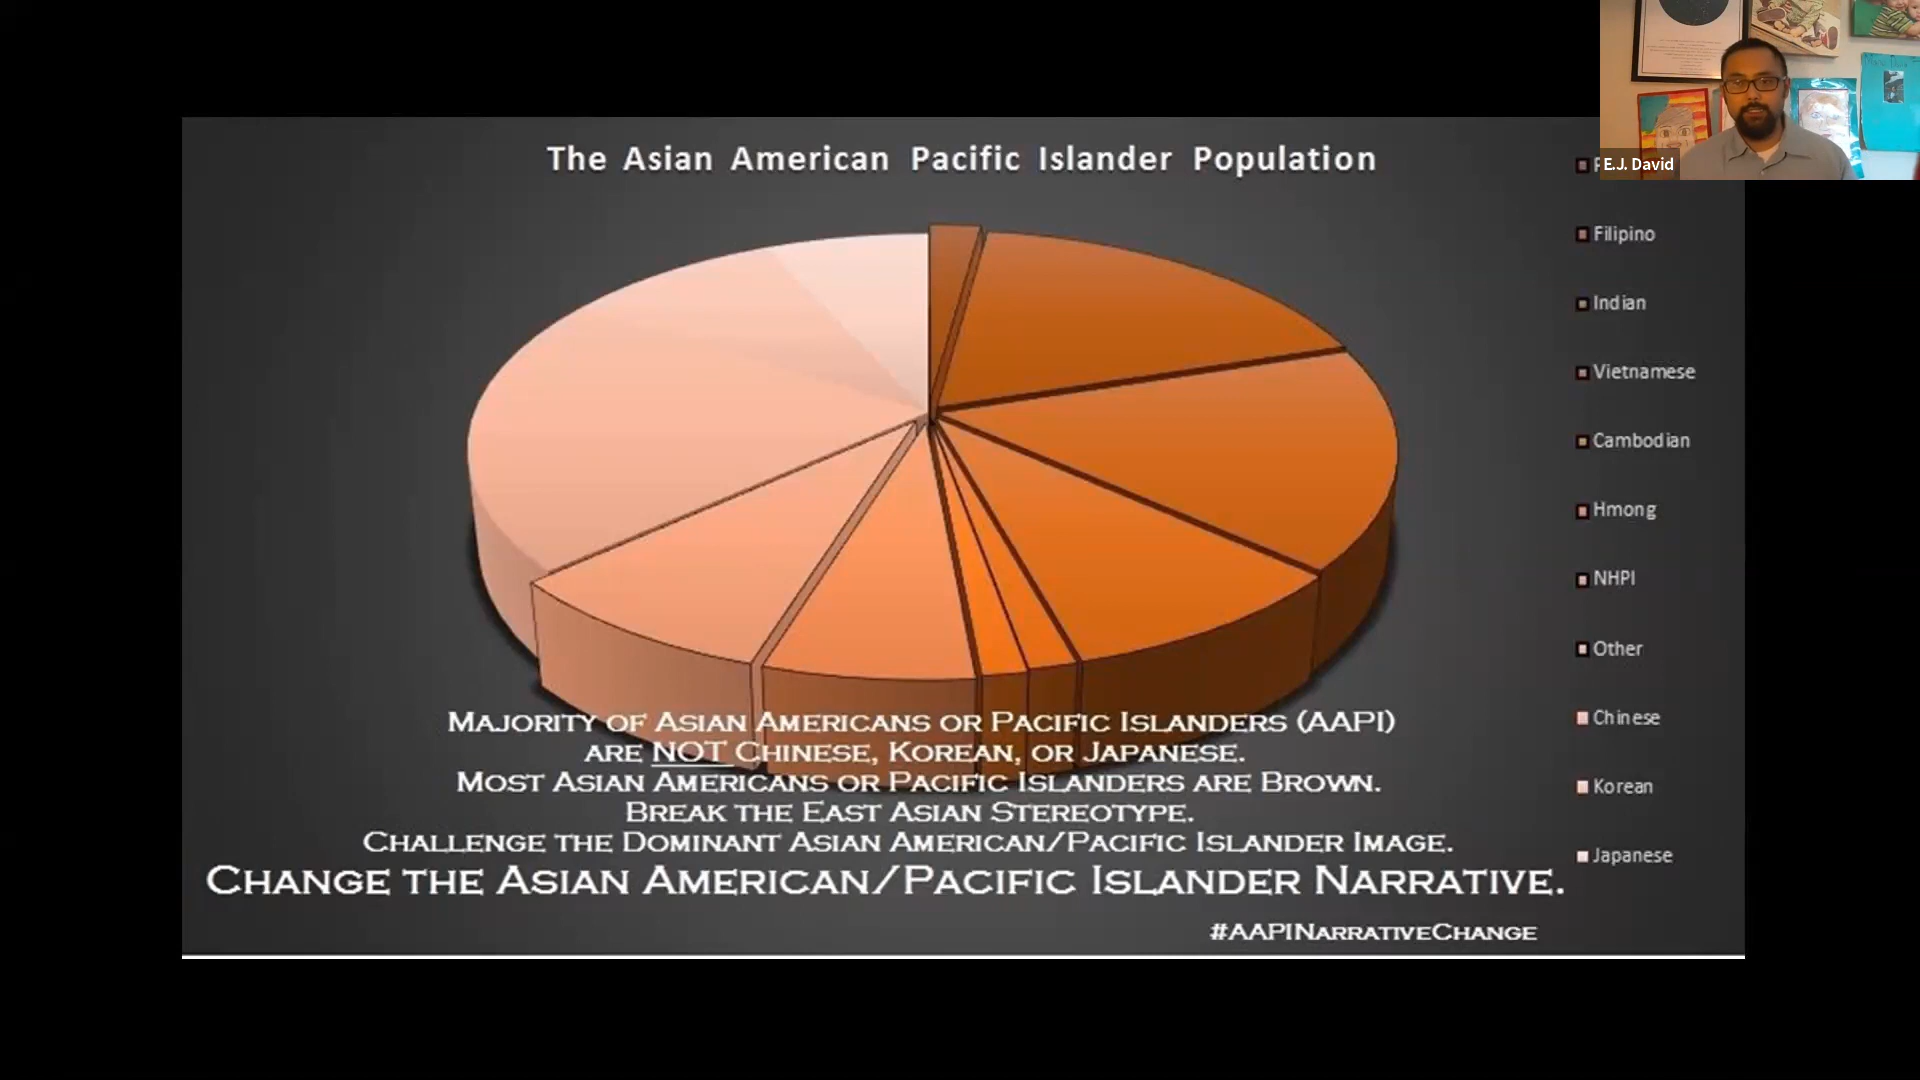 The Asian American Pacific Islander Population
E.J. David
Filipino
Indian
Vietnamese
Cambodian
Hmong
NHPI
Other
Chinese
Korean
Japanese
MAJORITY OF ASIAN AMERICANS OR PACIFIC ISLANDERS (AAPI)
ARE NOT CHINESE, KOREAN, OR JAPANESE.
MOST ASIAN AMERICANS OR PACIFIC ISLANDERS ARE BROWN.
BREAK THE EAST ASIAN STEREOTYPE.
CHALLENGE THE DOMINANT ASIAN AMERICAN/PACIFIC ISLANDER IMAGE.
CHANGE THE ASIAN AMERICAN/PACIFIC ISLANDER NARRATIVE.
#AAPINARRATIVECHANGE